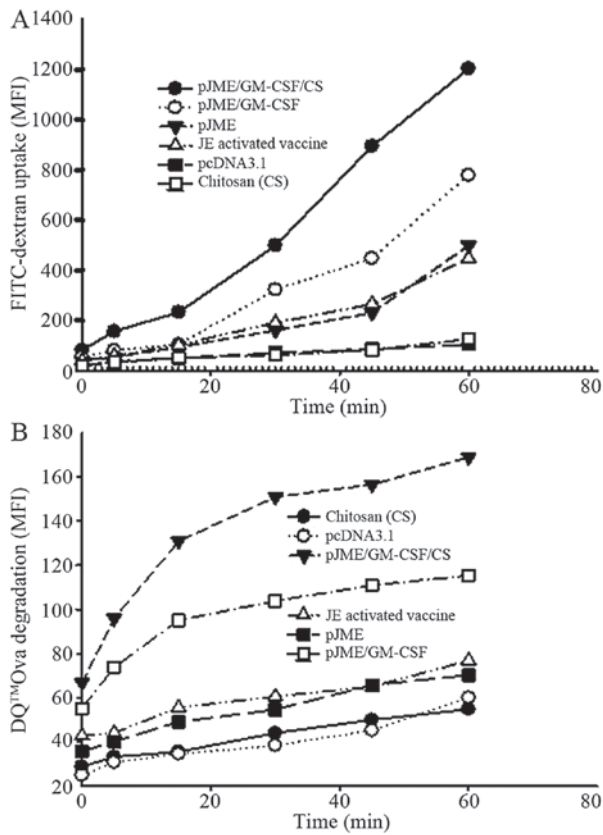 A
1400
1200
1000
800
600
400
200
0
FITC-dextran uptake (MFI)
pJME/GM-CSF/CS
pJME/GM-CSF
pJME
JE activated vaccine
pcDNA3.1
Chitosan (CS)
0 20 40 60 80
Time (min)
B
180
160
140
120
100
80
60
40
20
DQ™Ova degradation (MFI)
Chitosan (CS)
pcDNA3.1
pJME/GM-CSF/CS
JE activated vaccine
pJME
pJME/GM-CSF
0 20 40 60 80
Time (min)